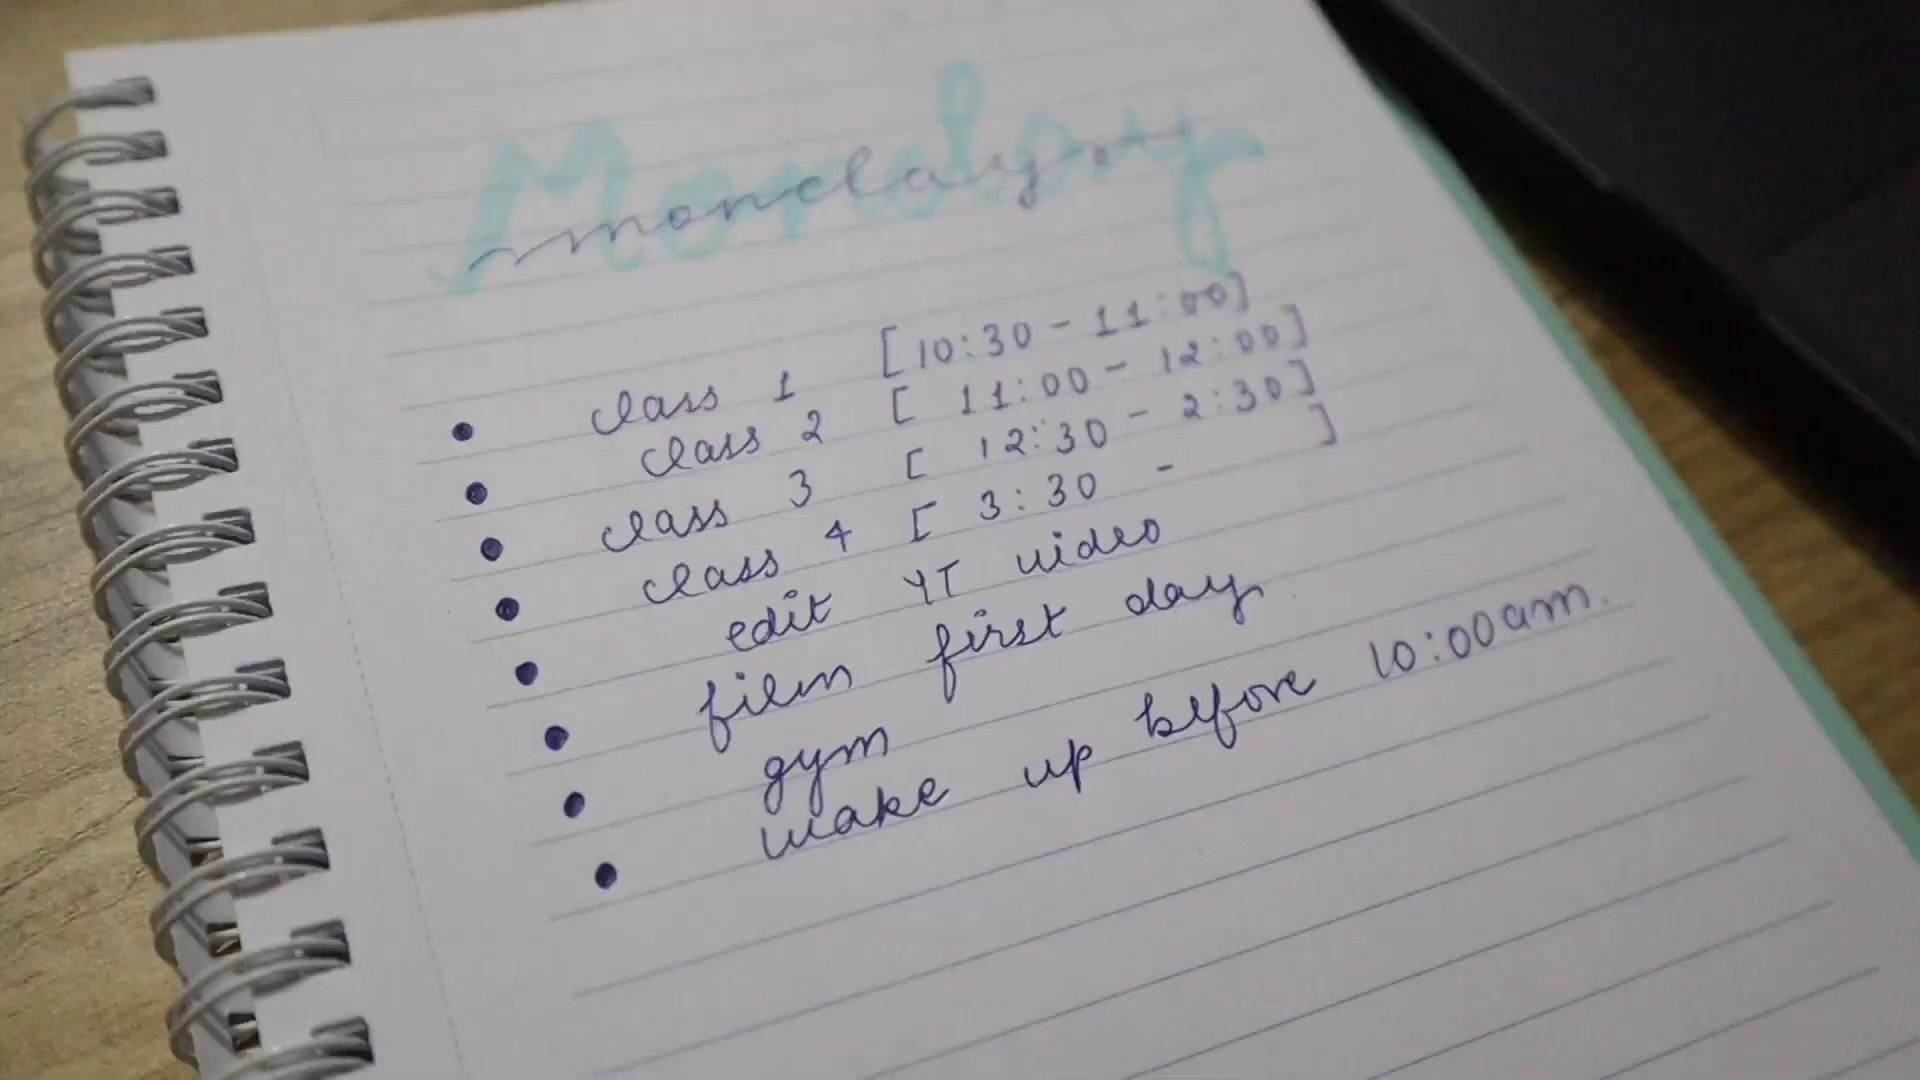 Monday
monday
• class 1 [10:30 - 11:00]
• class 2 [ 11:00 - 12:00]
• class 3 [ 12:30 - 2:30]
• class 4 [ 3:30 - ]
• edit YT video
• film first day.
• gym
• wake up before 10:00am.